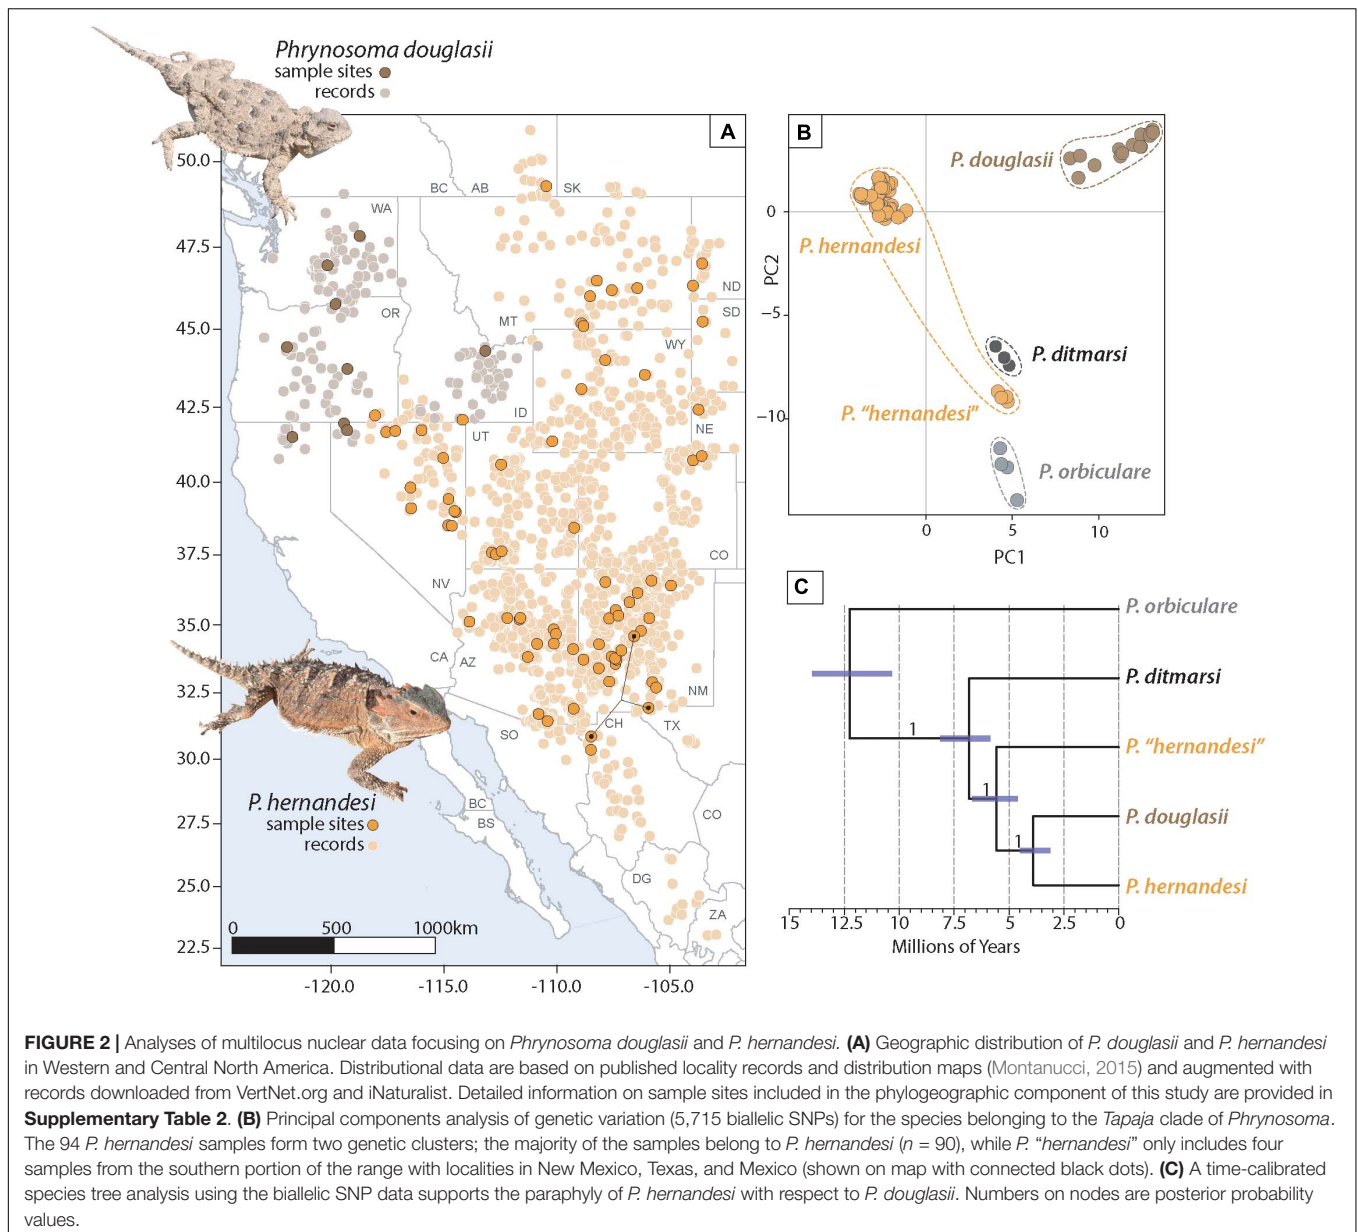 Phrynosoma douglasii
sample sites
records
A
50.0
47.5
45.0
42.5
40.0
37.5
35.0
32.5
30.0
27.5
25.0
22.5
BC
AB
SK
WA
OR
MT
ND
SD
WY
ID
NE
UT
CO
NV
CA
AZ
NM
SO
CH
TX
BC
BS
CO
DG
ZA
P. hernandesi
sample sites
records
0
500
1000km
-120.0
-115.0
-110.0
-105.0
B
P. douglasii
P. hernandesi
P. ditmarsi
P. “hernandesi”
P. orbiculare
PC2
0
−5
−10
0
5
10
PC1
C
P. orbiculare
P. ditmarsi
1
P. “hernandesi”
1
P. douglasii
1
P. hernandesi
15
12.5
10
7.5
5
2.5
0
Millions of Years
FIGURE 2 | Analyses of multilocus nuclear data focusing on Phrynosoma douglasii and P. hernandesi. (A) Geographic distribution of P. douglasii and P. hernandesi
in Western and Central North America. Distributional data are based on published locality records and distribution maps (Montanucci, 2015) and augmented with
records downloaded from VertNet.org and iNaturalist. Detailed information on sample sites included in the phylogeographic component of this study are provided in
Supplementary Table 2. (B) Principal components analysis of genetic variation (5,715 biallelic SNPs) for the species belonging to the Tapaja clade of Phrynosoma.
The 94 P. hernandesi samples form two genetic clusters; the majority of the samples belong to P. hernandesi (n = 90), while P. “hernandesi” only includes four
samples from the southern portion of the range with localities in New Mexico, Texas, and Mexico (shown on map with connected black dots). (C) A time-calibrated
species tree analysis using the biallelic SNP data supports the paraphyly of P. hernandesi with respect to P. douglasii. Numbers on nodes are posterior probability
values.